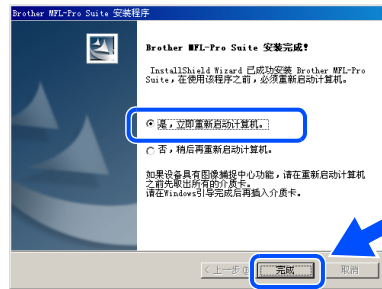 Brother MFL-Pro Suite 安装程序
Brother MFL-Pro Suite 安装完成!
InstallShield Wizard 已成功安装 Brother MFL-Pro
Suite，在使用该程序之前，必须重新启动计算机。
是，立即重新启动计算机。
否，稍后再重新启动计算机。
如果设备具有图像捕捉中心功能，请在重新启动计算机
之前先取出所有的介质卡。
请在Windows引导完成后再插入介质卡。
<上一步
完成
取消